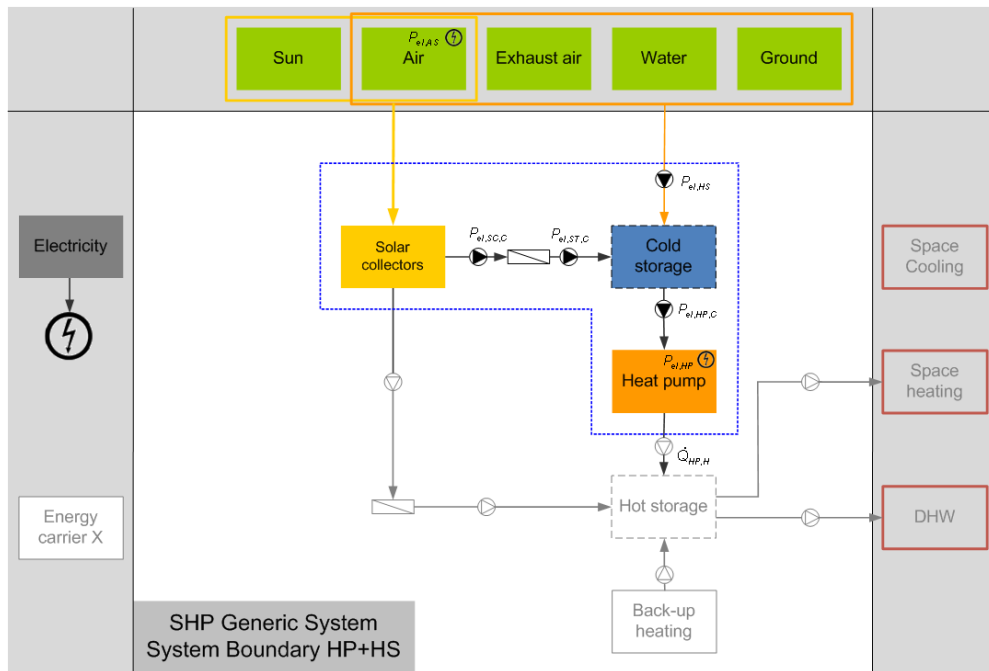 P_el,AS
Sun
Air
Exhaust air
Water
Ground
P_el,HS
Electricity
P_el,SC,C
P_el,ST,C
Solar
collectors
Cold
storage
Space
Cooling
P_el,HP,C
P_el,HP
Heat pump
Space
heating
Q̇_HP,H
Energy
carrier X
Hot storage
DHW
Back-up
heating
SHP Generic System
System Boundary HP+HS